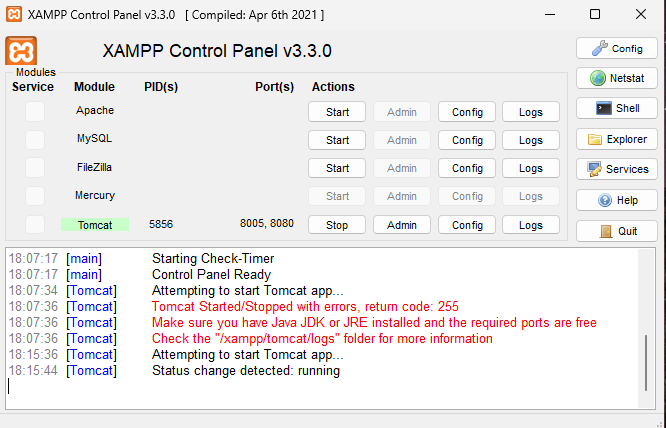 XAMPP Control Panel v3.3.0 [ Compiled: Apr 6th 2021 ]
XAMPP Control Panel v3.3.0
Config
Modules
Service Module PID(s) Port(s) Actions
Netstat
Apache Start Admin Config Logs
Shell
MySQL Start Admin Config Logs
Explorer
FileZilla Start Admin Config Logs
Services
Mercury Start Admin Config Logs
Help
Tomcat 5856 8005, 8080 Stop Admin Config Logs
Quit
18:07:17 [main] Starting Check-Timer
18:07:17 [main] Control Panel Ready
18:07:34 [Tomcat] Attempting to start Tomcat app...
18:07:36 [Tomcat] Tomcat Started/Stopped with errors, return code: 255
18:07:36 [Tomcat] Make sure you have Java JDK or JRE installed and the required ports are free
18:07:36 [Tomcat] Check the "/xampp/tomcat/logs" folder for more information
18:15:36 [Tomcat] Attempting to start Tomcat app...
18:15:44 [Tomcat] Status change detected: running